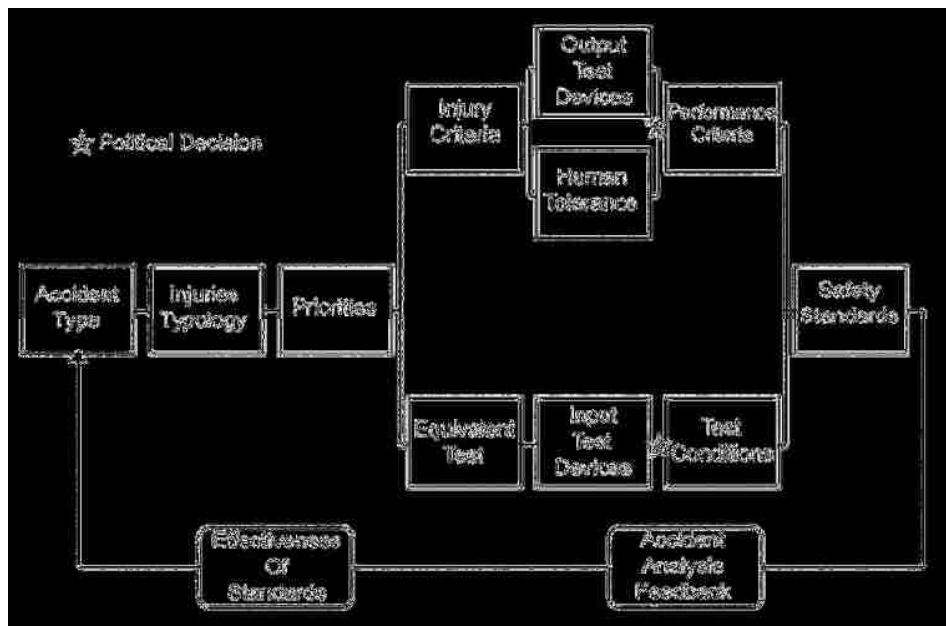 Output
Test
Devices
Injury
Criteria
Performance
Criteria
Political Decision
Human
Tolerance
Accident
Type
Injuries
Typology
Priorities
Safety
Standards
Equivalent
Test
Input
Test
Devices
Test
Conditions
Effectiveness
Of
Standards
Accident
Analysis
Feedback